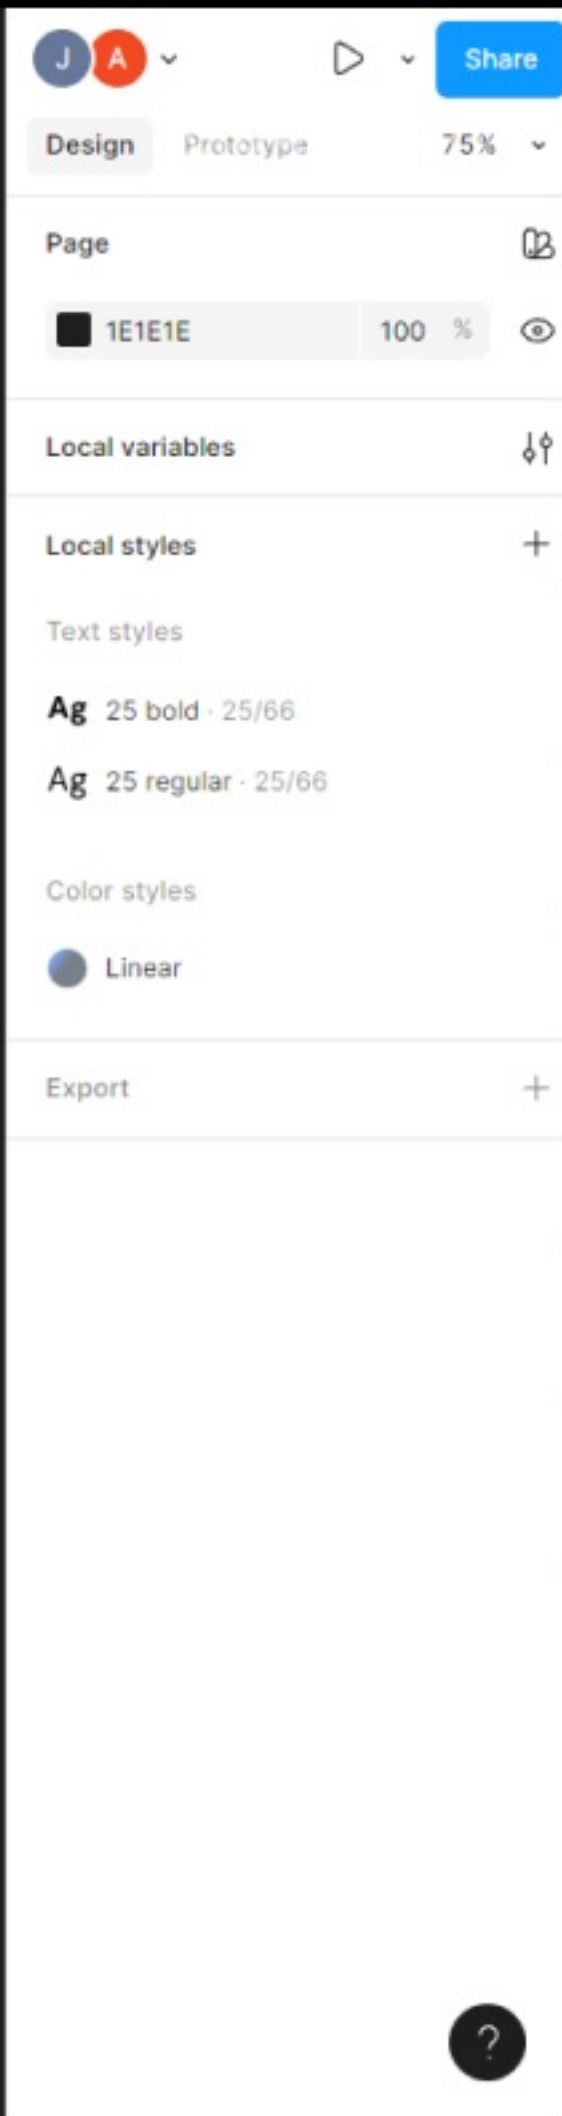 J A Share
Design Prototype 75%
Page
1E1E1E 100 %
Local variables
Local styles
Text styles
Ag 25 bold · 25/66
Ag 25 regular · 25/66
Color styles
Linear
Export
?